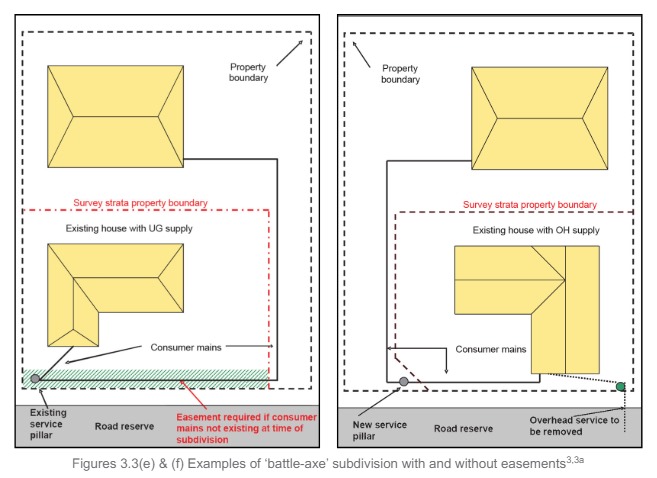 Property
boundary
Survey strata property boundary
Existing house with UG supply
Consumer mains
Existing
service
pillar
Road reserve
Easement required if consumer
mains not existing at time of
subdivision
Property
boundary
Survey strata property boundary
Existing house with OH supply
Consumer mains
New service
pillar
Road reserve
Overhead service to
be removed
Figures 3.3(e) & (f) Examples of ‘battle-axe’ subdivision with and without easements3,3a